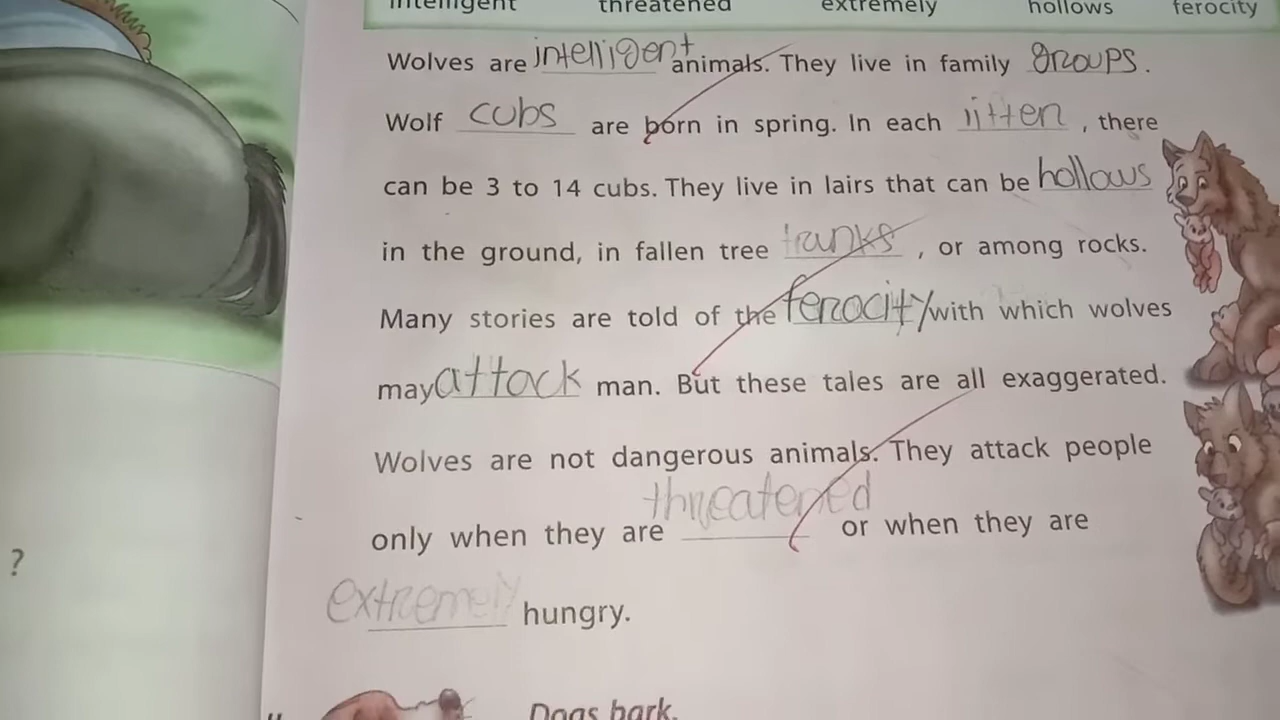 intelligent threatened extremely hollows ferocity
Wolves are intelligent animals. They live in family groups.
Wolf cubs are born in spring. In each litten, there
can be 3 to 14 cubs. They live in lairs that can be hollows
in the ground, in fallen tree tranks, or among rocks.
Many stories are told of the ferocity with which wolves
may attack man. But these tales are all exaggerated.
Wolves are not dangerous animals. They attack people
only when they are threatened or when they are
extremely hungry.
?
Dogs bark.